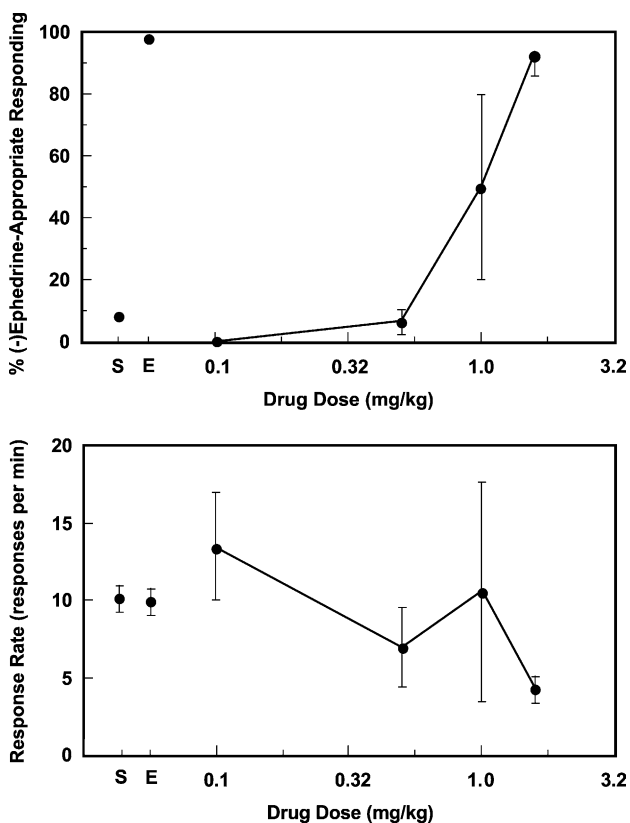 % (-)Ephedrine-Appropriate Responding
100
80
60
40
20
0
S E 0.1 0.32 1.0 3.2
Drug Dose (mg/kg)
Response Rate (responses per min)
20
15
10
5
0
S E 0.1 0.32 1.0 3.2
Drug Dose (mg/kg)